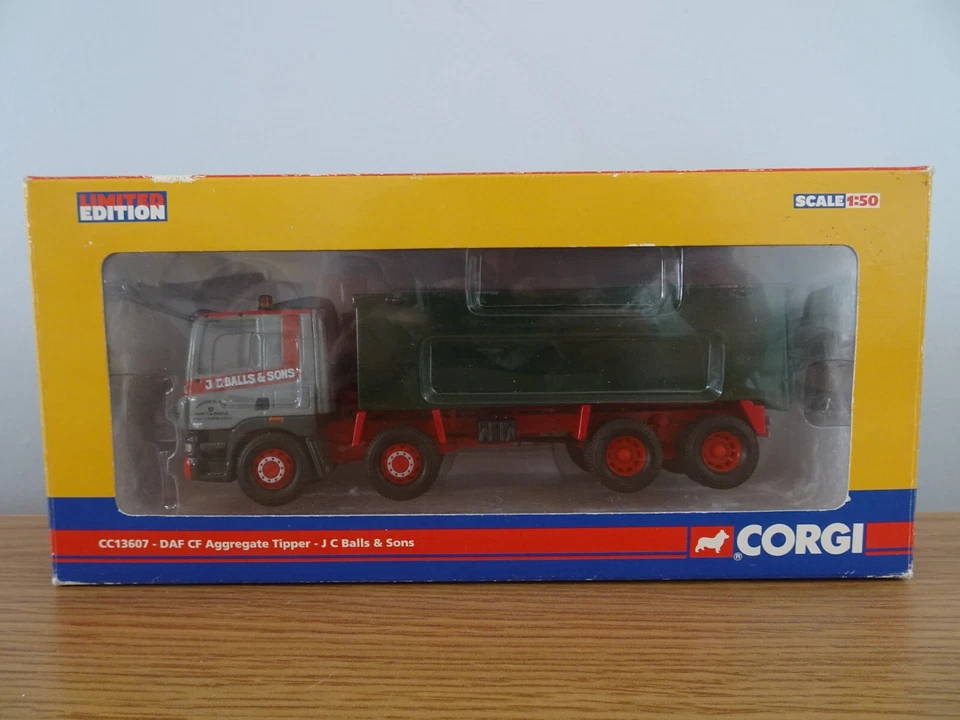 LIMITED
EDITION
SCALE 1:50
J.C.BALLS & SONS
CC13607 - DAF CF Aggregate Tipper - J C Balls & Sons
® CORGI